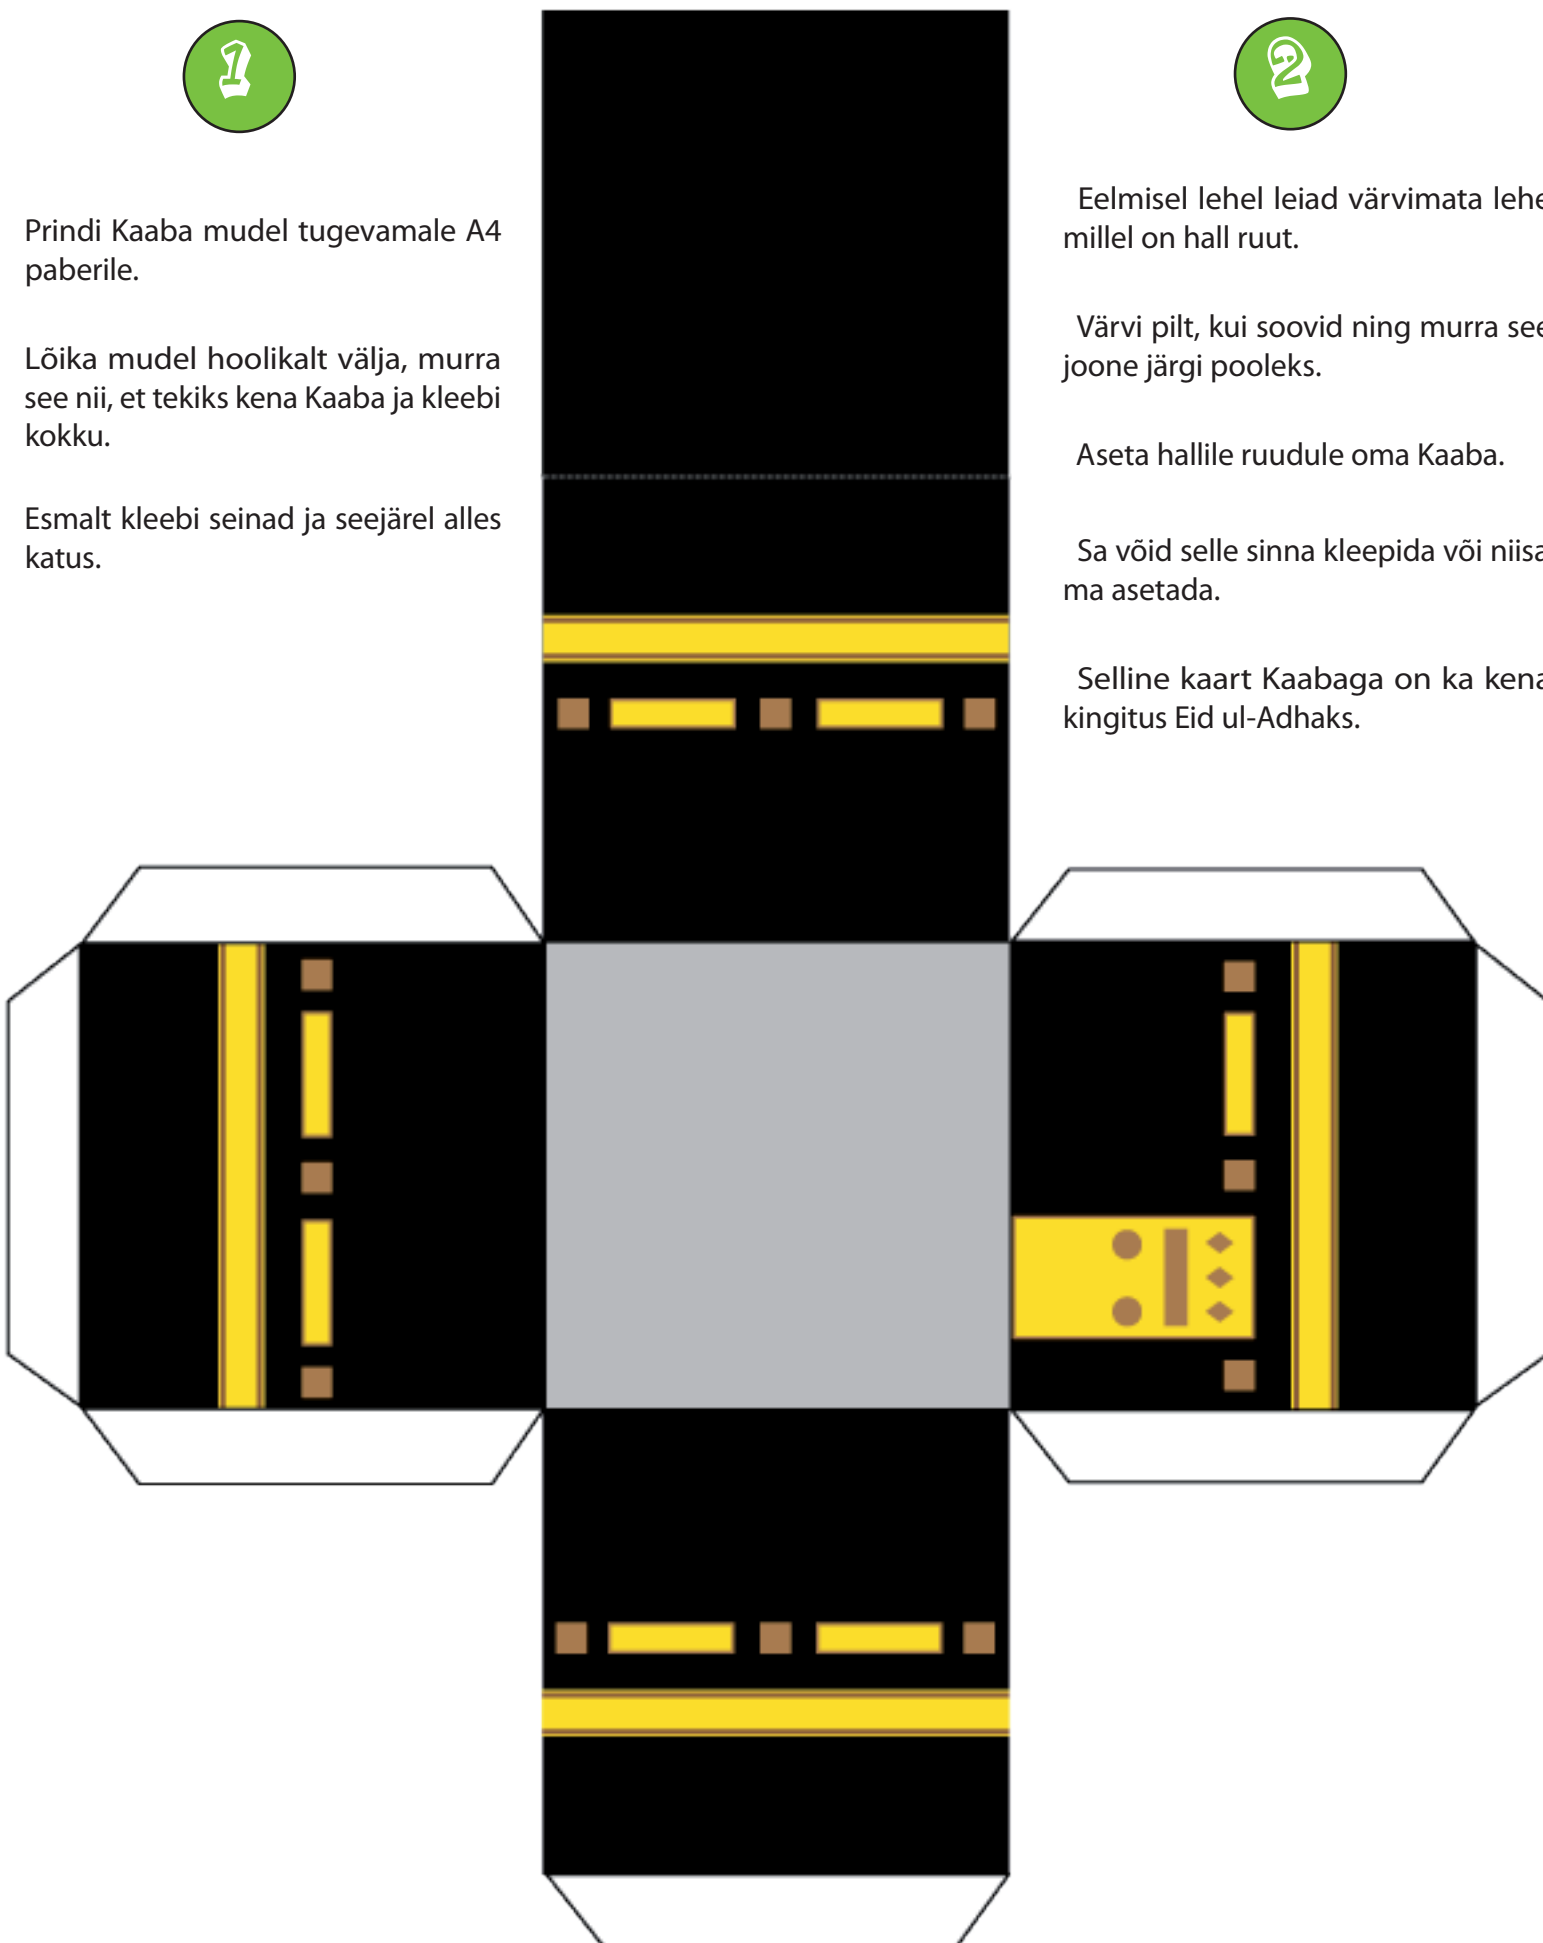 1
Prindi Kaaba mudel tugevamale A4
paberile.
Lõika mudel hoolikalt välja, murra
see nii, et tekiks kena Kaaba ja kleebi
kokku.
Esmalt kleebi seinad ja seejärel alles
katus.
2
Eelmisel lehel leiad värvimata lehe
millel on hall ruut.
Värvi pilt, kui soovid ning murra see
joone järgi pooleks.
Aseta hallile ruudule oma Kaaba.
Sa võid selle sinna kleepida või niisa
ma asetada.
Selline kaart Kaabaga on ka kena
kingitus Eid ul-Adhaks.